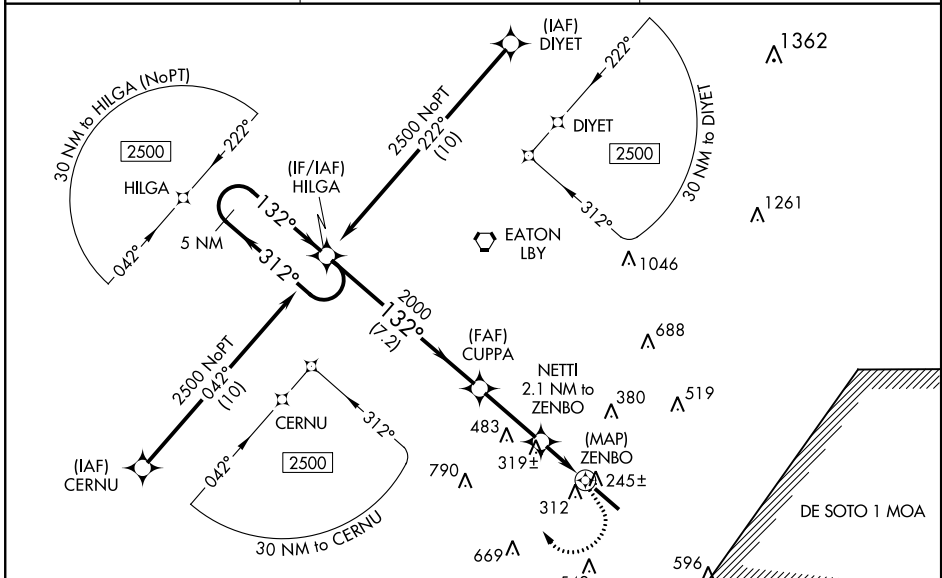 (IAF)
DIYET
1362
30 NM to HILGA (NoPT)
2500
222°
HILGA
042°
2500 NoPT
222°
(10)
222°
DIYET
2500
30 NM to DIYET
312°
(IF/IAF)
HILGA
132°
5 NM
312°
EATON
LBY
1261
1046
2000
132°
(7.2)
688
(FAF)
CUPPA
NETTI
2.1 NM to
ZENBO
380
519
2500 NoPT
042°
(10)
CERNU
312°
042°
2500
30 NM to CERNU
(IAF)
CERNU
483
319±
(MAP)
ZENBO
790
245±
312
DE SOTO 1 MOA
669
596